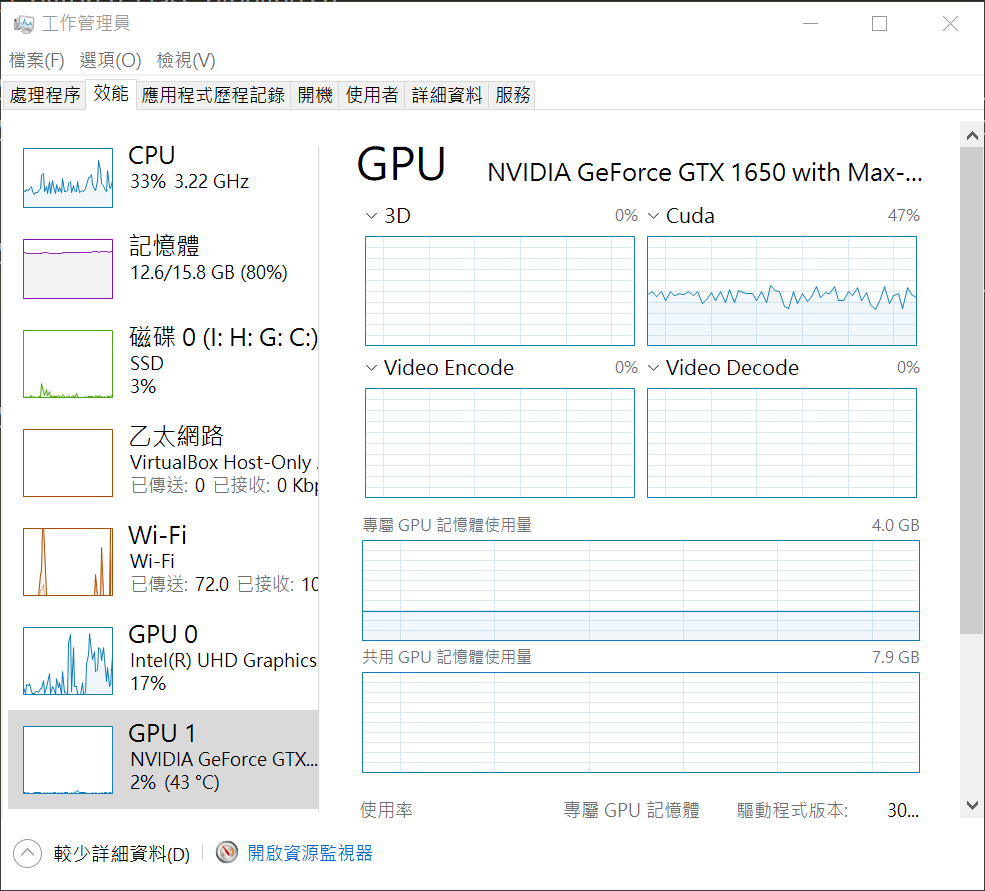 工作管理員
檔案(F) 選項(O) 檢視(V)
處理程序 效能 應用程式歷程記錄 開機 使用者 詳細資料 服務
CPU
33% 3.22 GHz
記憶體
12.6/15.8 GB (80%)
磁碟 0 (I: H: G: C:)
SSD
3%
乙太網路
VirtualBox Host-Only .
已傳送: 0 已接收: 0 Kbp
Wi-Fi
Wi-Fi
已傳送: 72.0 已接收: 10
GPU 0
Intel(R) UHD Graphics
17%
GPU 1
NVIDIA GeForce GTX...
2% (43 °C)
GPU NVIDIA GeForce GTX 1650 with Max-...
3D 0% Cuda 47%
Video Encode 0% Video Decode 0%
專屬 GPU 記憶體使用量 4.0 GB
共用 GPU 記憶體使用量 7.9 GB
使用率 專屬 GPU 記憶體 驅動程式版本: 30...
較少詳細資料(D) 開啟資源監視器